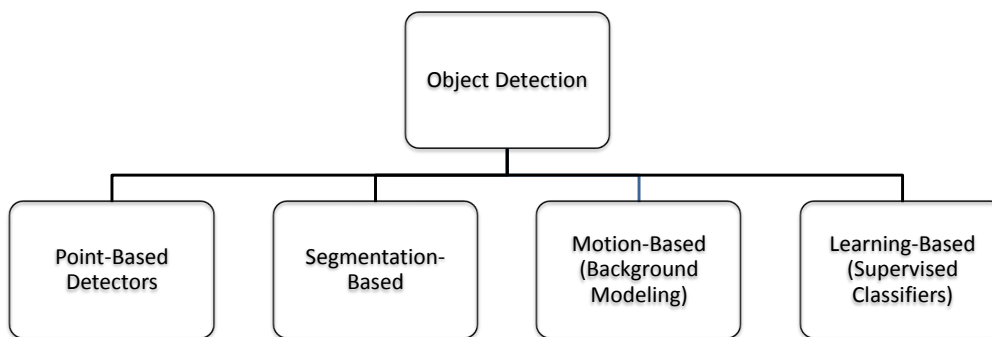 Object Detection
Point-Based
Detectors
Segmentation-
Based
Motion-Based
(Background
Modeling)
Learning-Based
(Supervised
Classifiers)